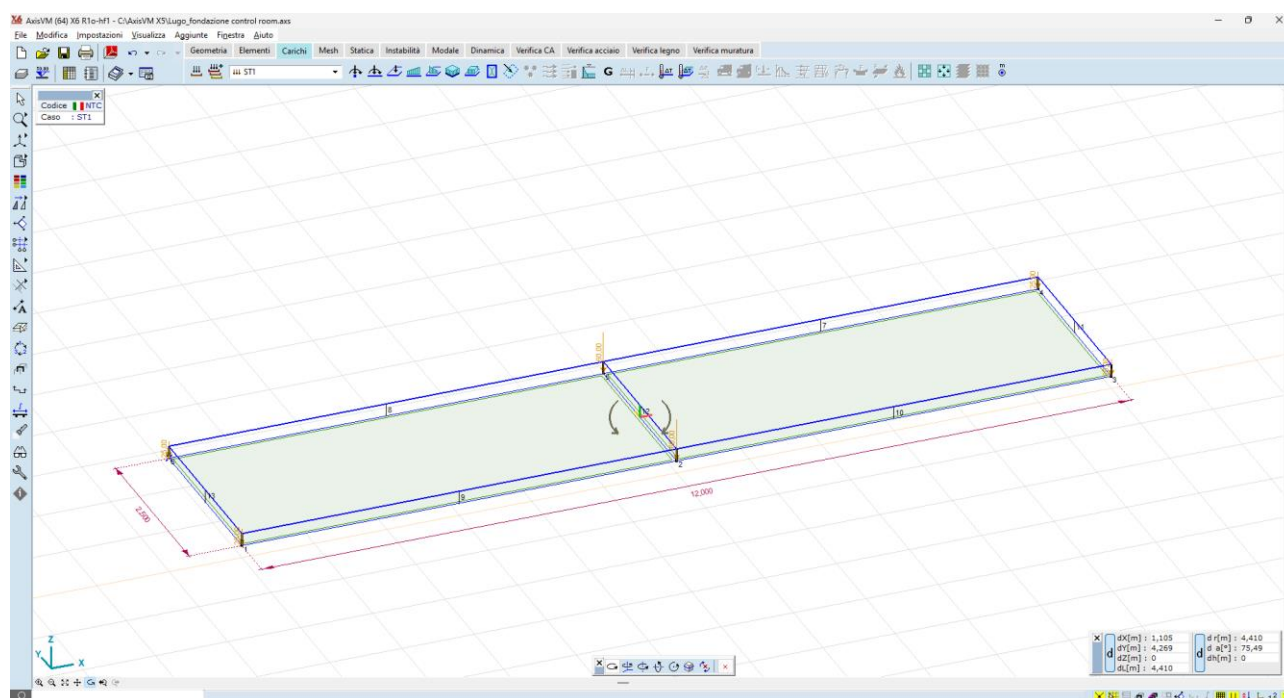 AxisVM (64) X6 R1o-hf1 - C:\AxisVM X5\Lugo_fondazione control room.axs
File Modifica Impostazioni Visualizza Aggiunte Finestra Aiuto
Geometria Elementi Carichi Mesh Statica Instabilità Modale Dinamica Verifica CA Verifica acciaio Verifica legno Verifica muratura
ST1
G
Codice NTC
Caso : ST1
4
7
11
8
3
10
2
12,000
9
13
2,500
1
Z
Y
X
dX[m] : 1,105
dY[m] : 4,269
dZ[m] : 0
dL[m] : 4,410
d
d r[m] : 4,410
d a[°] : 75,49
dh[m] : 0
d